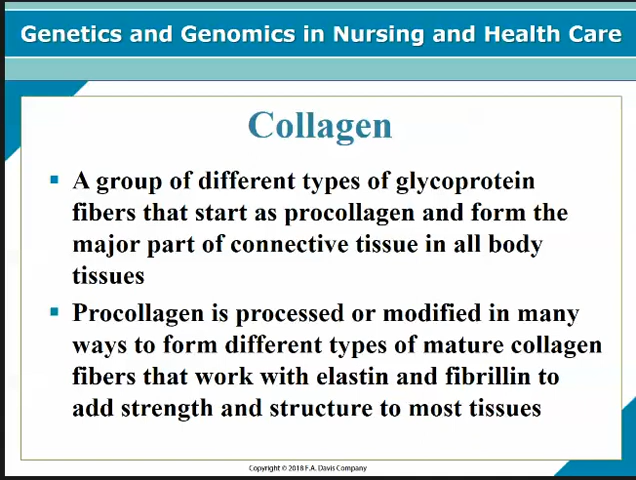 Genetics and Genomics in Nursing and Health Care
Collagen
▪ A group of different types of glycoprotein
fibers that start as procollagen and form the
major part of connective tissue in all body
tissues
▪ Procollagen is processed or modified in many
ways to form different types of mature collagen
fibers that work with elastin and fibrillin to
add strength and structure to most tissues
Copyright © 2018 F.A. Davis Company